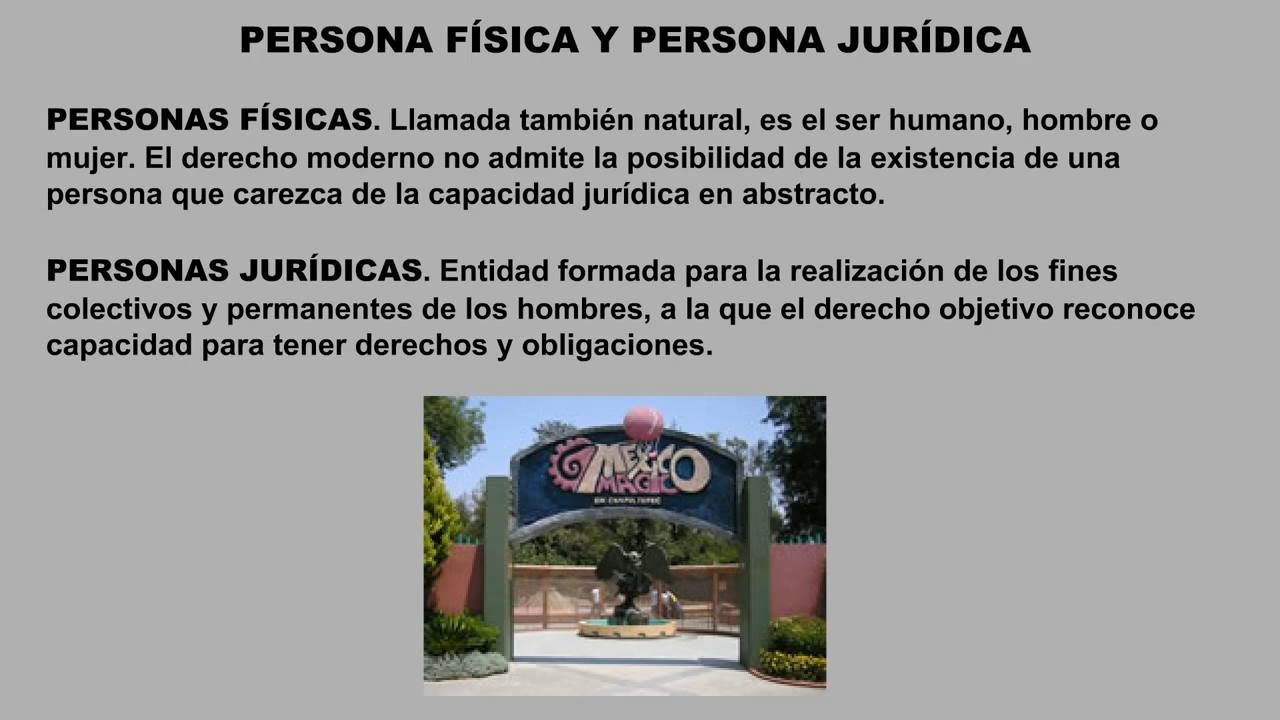 PERSONA FÍSICA Y PERSONA JURÍDICA
PERSONAS FÍSICAS. Llamada también natural, es el ser humano, hombre o
mujer. El derecho moderno no admite la posibilidad de la existencia de una
persona que carezca de la capacidad jurídica en abstracto.
PERSONAS JURÍDICAS. Entidad formada para la realización de los fines
colectivos y permanentes de los hombres, a la que el derecho objetivo reconoce
capacidad para tener derechos y obligaciones.
MEXICO
MAGICO
EN CHAPULTEPEC